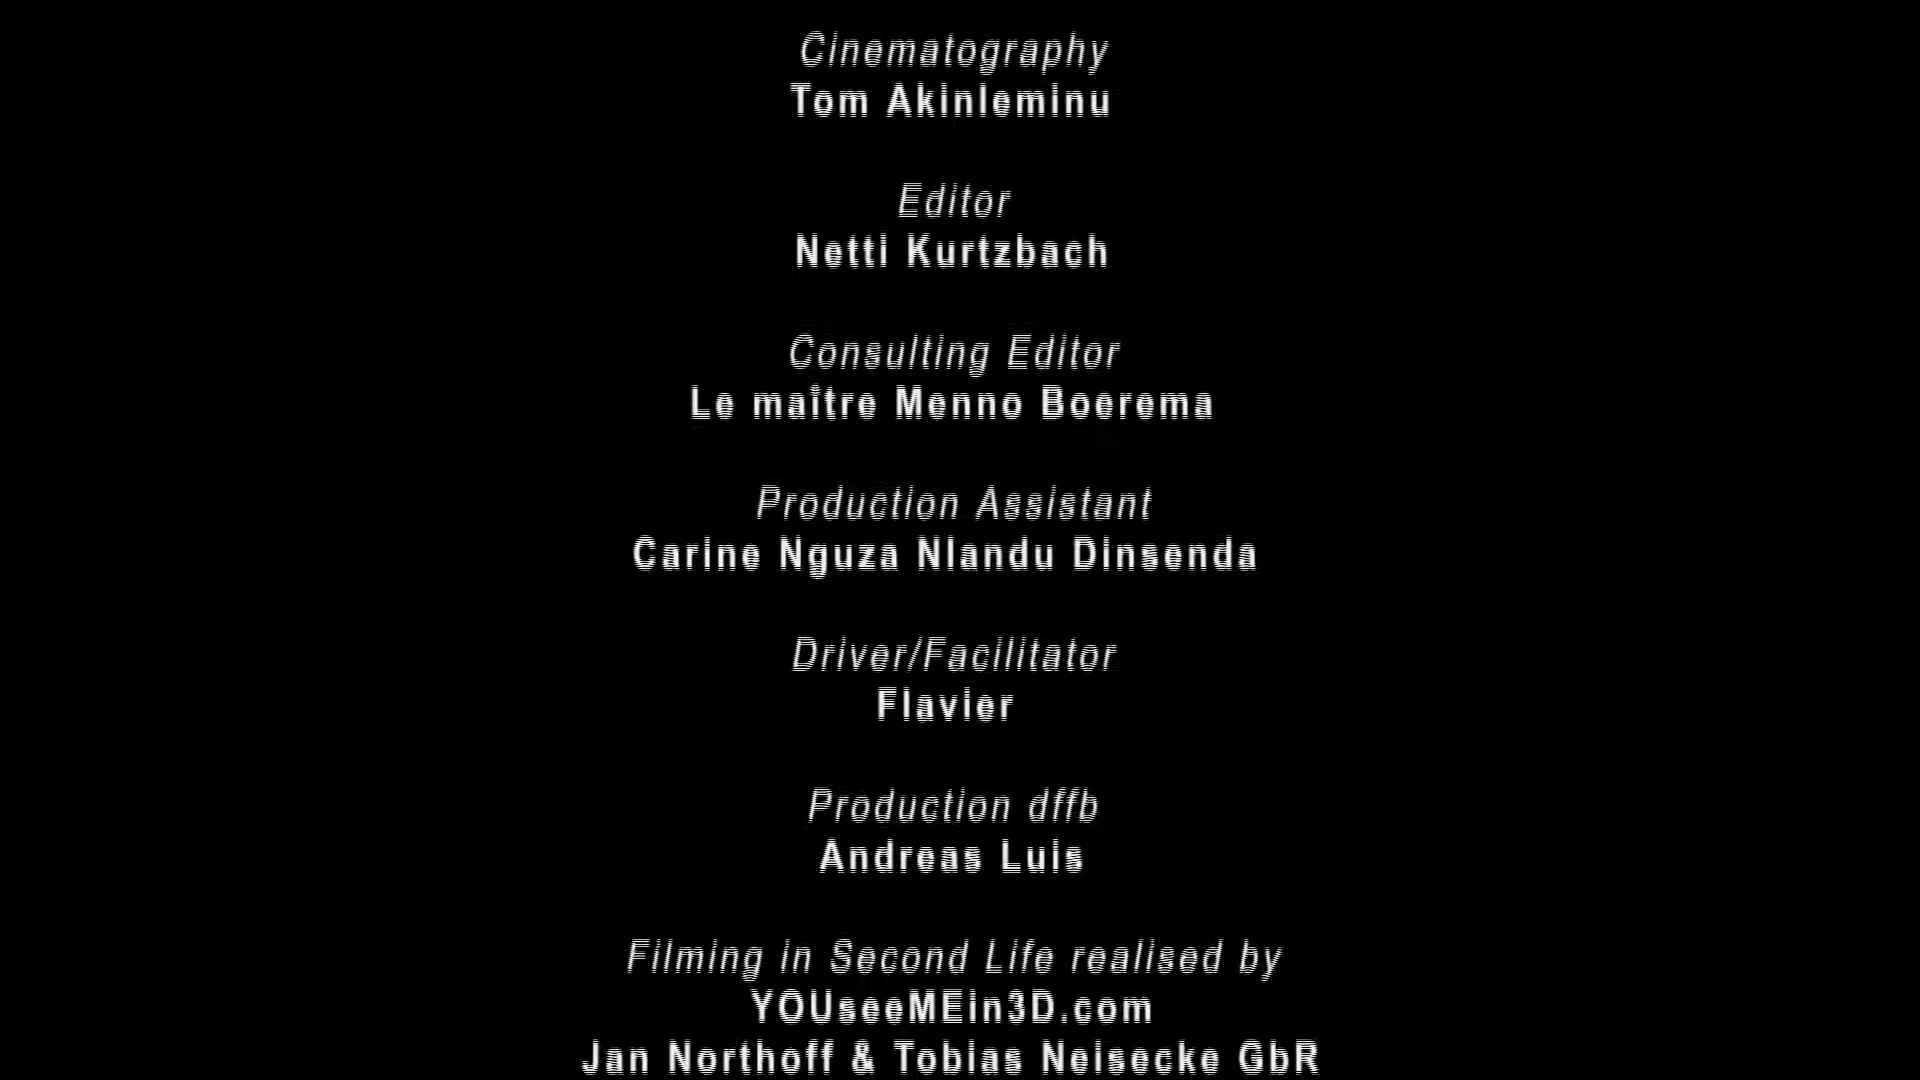 Cinematography
Tom Akinleminu
Editor
Netti Kurtzbach
Consulting Editor
Le maître Menno Boerema
Production Assistant
Carine Nguza Nlandu Dinsenda
Driver/Facilitator
Flavier
Production dffb
Andreas Luis
Filming in Second Life realised by
YOUseeMEin3D.com
Jan Northoff & Tobias Neisecke GbR